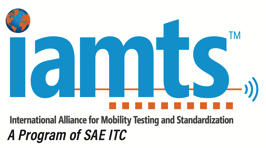 iamts™
International Alliance for Mobility Testing and Standardization
A Program of SAE ITC